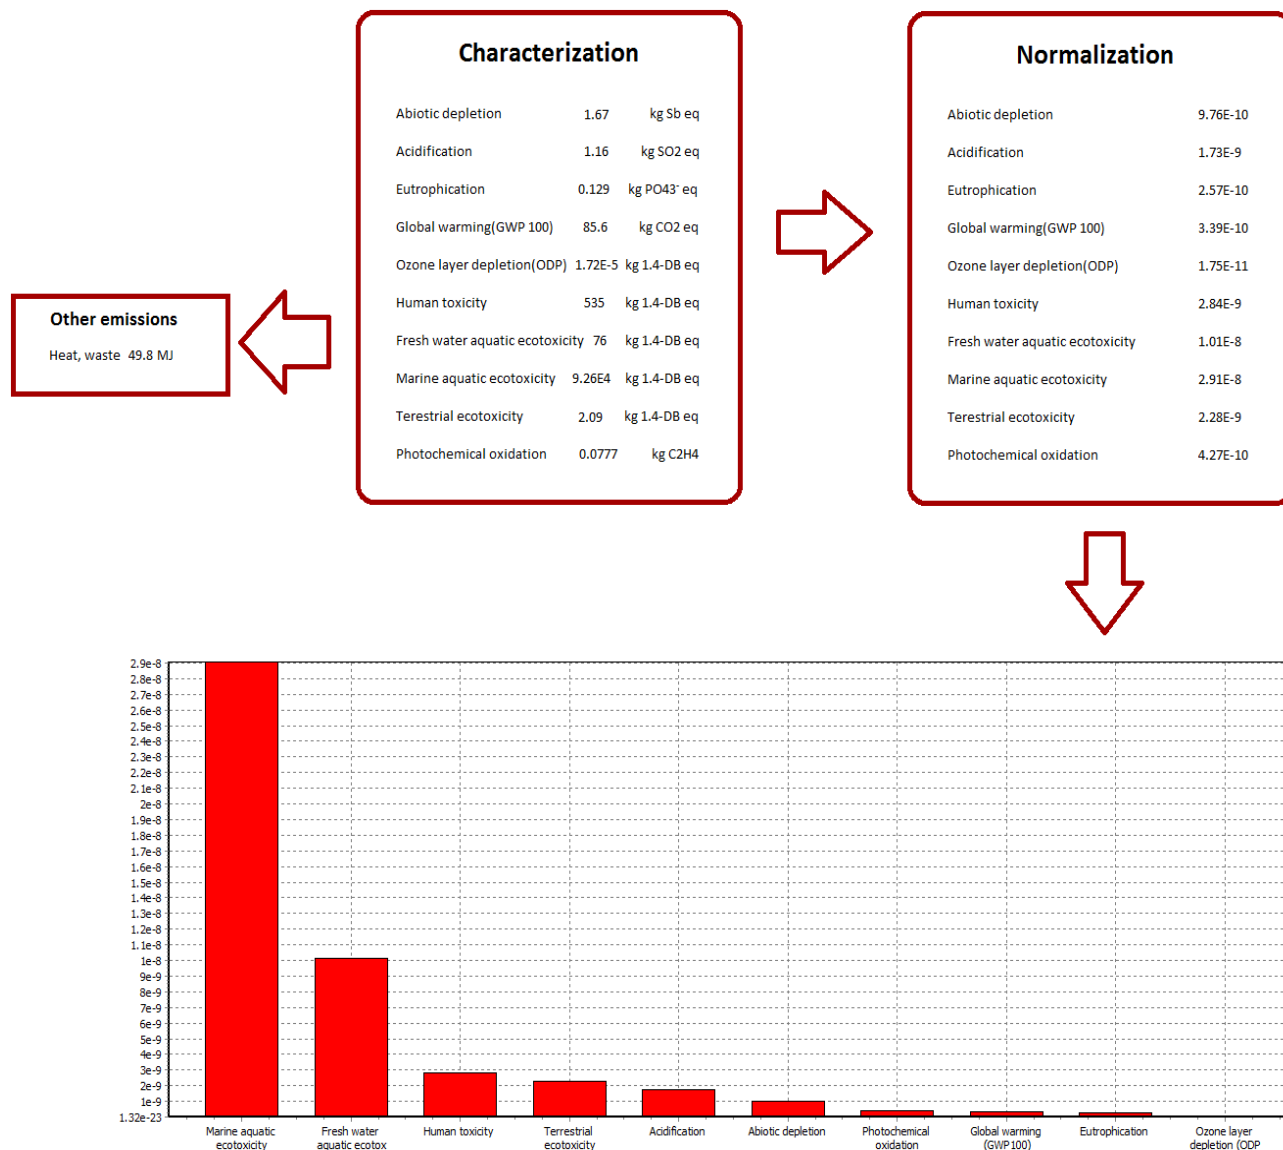 Characterization
Abiotic depletion 1.67 kg Sb eq
Acidification 1.16 kg SO2 eq
Eutrophication 0.129 kg PO43⁻ eq
Global warming(GWP 100) 85.6 kg CO2 eq
Ozone layer depletion(ODP) 1.72E-5 kg 1.4-DB eq
Human toxicity 535 kg 1.4-DB eq
Fresh water aquatic ecotoxicity 76 kg 1.4-DB eq
Marine aquatic ecotoxicity 9.26E4 kg 1.4-DB eq
Terestrial ecotoxicity 2.09 kg 1.4-DB eq
Photochemical oxidation 0.0777 kg C2H4
Normalization
Abiotic depletion 9.76E-10
Acidification 1.73E-9
Eutrophication 2.57E-10
Global warming(GWP 100) 3.39E-10
Ozone layer depletion(ODP) 1.75E-11
Human toxicity 2.84E-9
Fresh water aquatic ecotoxicity 1.01E-8
Marine aquatic ecotoxicity 2.91E-8
Terestrial ecotoxicity 2.28E-9
Photochemical oxidation 4.27E-10
Other emissions
Heat, waste 49.8 MJ
2.9e-8
2.8e-8
2.7e-8
2.6e-8
2.5e-8
2.4e-8
2.3e-8
2.2e-8
2.1e-8
2e-8
1.9e-8
1.8e-8
1.7e-8
1.6e-8
1.5e-8
1.4e-8
1.3e-8
1.2e-8
1.1e-8
1e-8
9e-9
8e-9
7e-9
6e-9
5e-9
4e-9
3e-9
2e-9
1e-9
1.32e-23
Marine aquatic
ecotoxicity
Fresh water
aquatic ecotox
Human toxicity
Terrestrial
ecotoxicity
Acidification
Abiotic depletion
Photochemical
oxidation
Global warming
(GWP100)
Eutrophication
Ozone layer
depletion (ODP